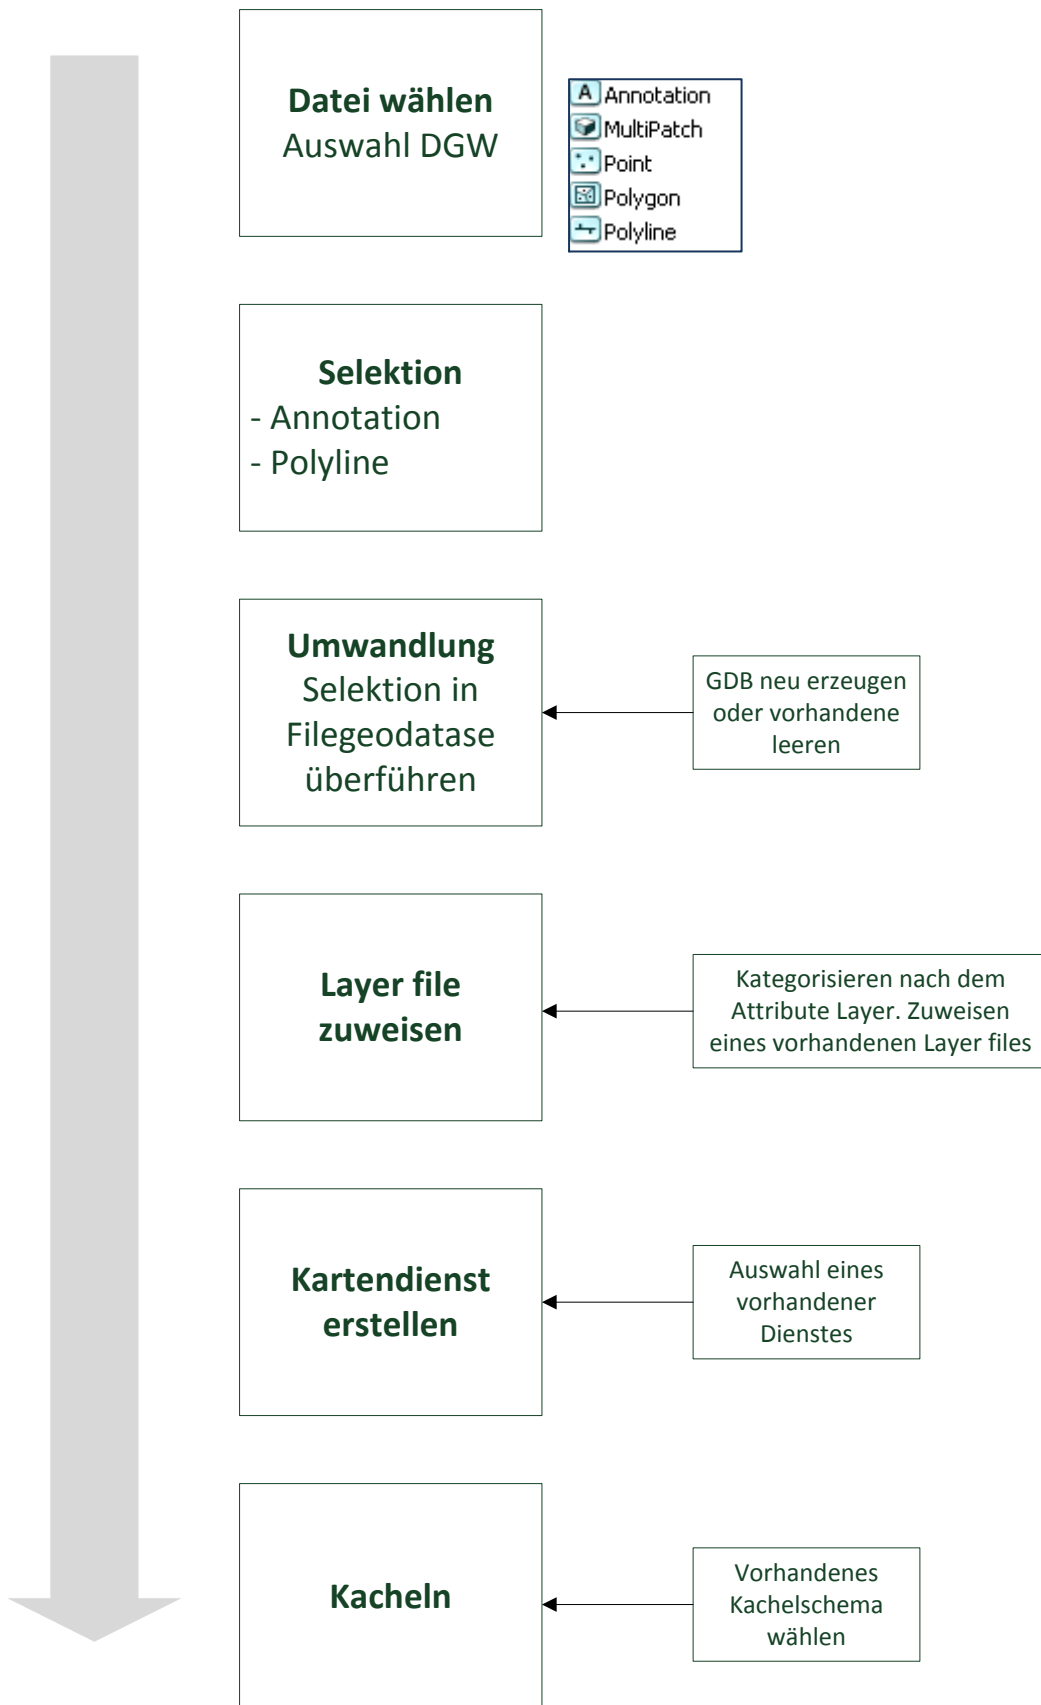 Datei wählen
Auswahl DGW
Annotation
MultiPatch
Point
Polygon
Polyline
Selektion
- Annotation
- Polyline
Umwandlung
Selektion in
Filegeodatase
überführen
GDB neu erzeugen
oder vorhandene
leeren
Layer file
zuweisen
Kategorisieren nach dem
Attribute Layer. Zuweisen
eines vorhandenen Layer files
Kartendienst
erstellen
Auswahl eines
vorhandener
Dienstes
Kacheln
Vorhandenes
Kachelschema
wählen